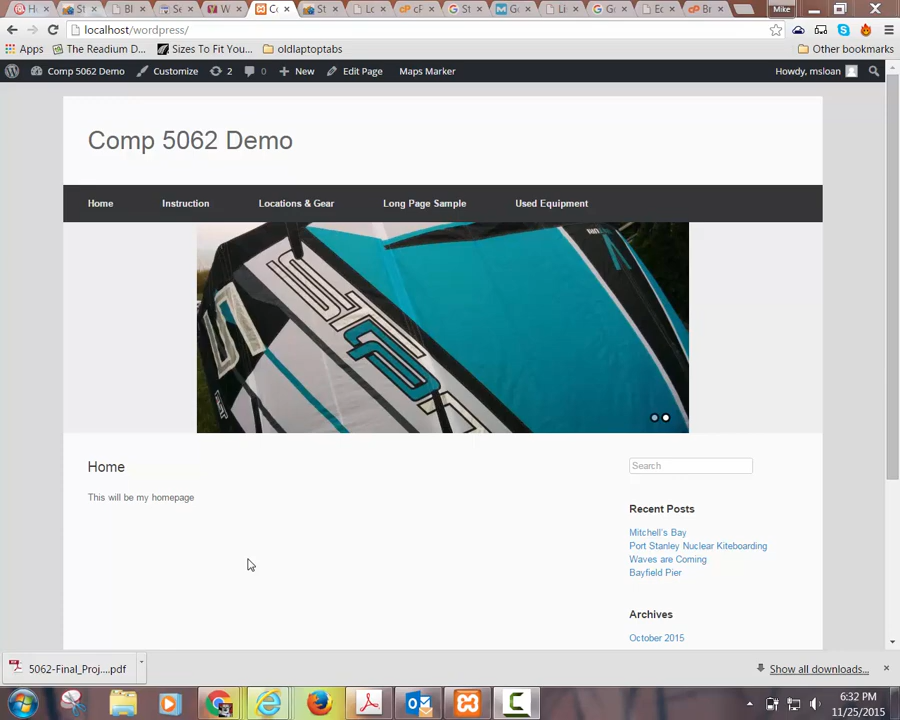 Mike
localhost/wordpress/
Apps The Readium D... Sizes To Fit You... oldlaptoptabs Other bookmarks
Comp 5062 Demo Customize 2 0 New Edit Page Maps Marker Howdy, msloan
Comp 5062 Demo
Home Instruction Locations & Gear Long Page Sample Used Equipment
Home
Search
This will be my homepage
Recent Posts
Mitchell's Bay
Port Stanley Nuclear Kiteboarding
Waves are Coming
Bayfield Pier
Archives
October 2015
5062-Final_Proj....pdf Show all downloads...
6:32 PM
11/25/2015